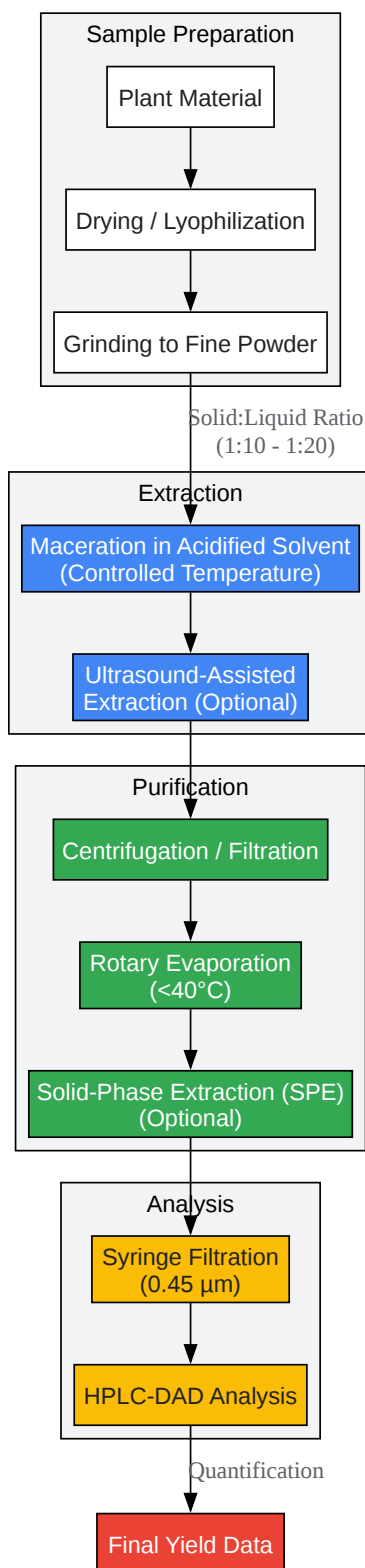 Sample Preparation
Plant Material
Drying / Lyophilization
Grinding to Fine Powder
Solid:Liquid Ratio
(1:10 - 1:20)
Extraction
Maceration in Acidified Solvent
(Controlled Temperature)
Ultrasound-Assisted
Extraction (Optional)
Purification
Centrifugation / Filtration
Rotary Evaporation
(<40°C)
Solid-Phase Extraction (SPE)
(Optional)
Analysis
Syringe Filtration
(0.45 µm)
HPLC-DAD Analysis
Quantification
Final Yield Data